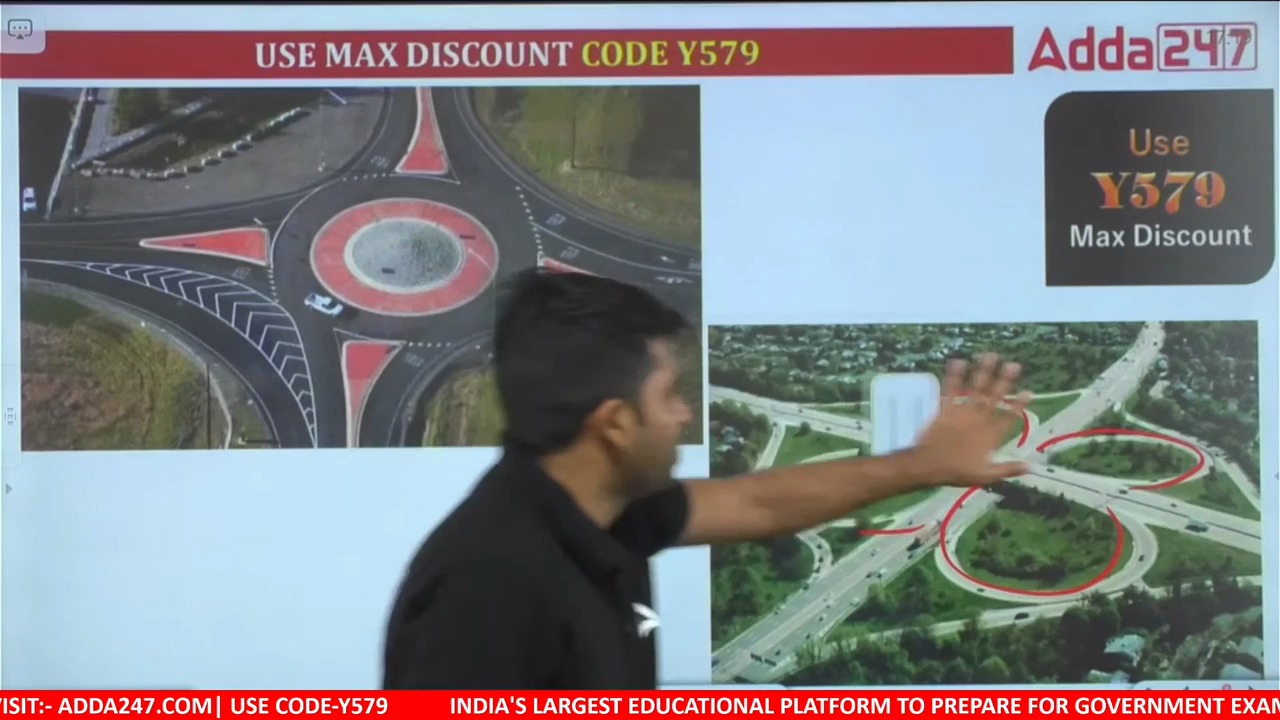 USE MAX DISCOUNT CODE Y579
Adda247
Use
Y579
Max Discount
VISIT:- ADDA247.COM| USE CODE-Y579 INDIA'S LARGEST EDUCATIONAL PLATFORM TO PREPARE FOR GOVERNMENT EXAM